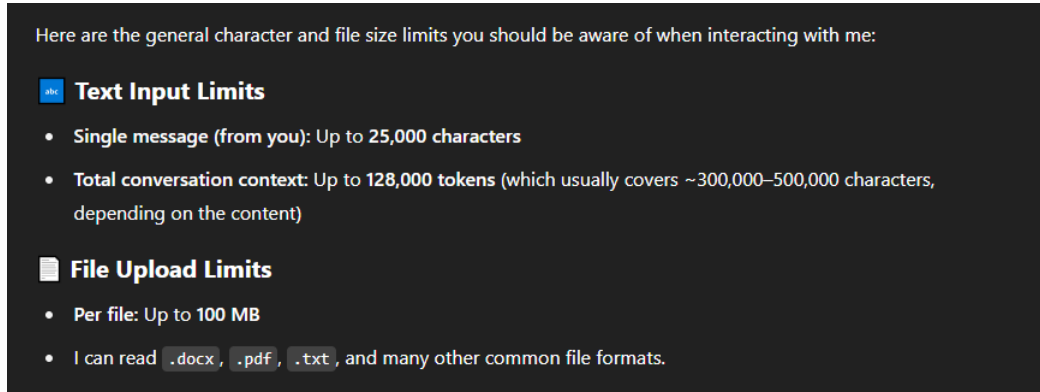 Here are the general character and file size limits you should be aware of when interacting with me:
abc Text Input Limits
• Single message (from you): Up to 25,000 characters
• Total conversation context: Up to 128,000 tokens (which usually covers ~300,000–500,000 characters,
depending on the content)
File Upload Limits
• Per file: Up to 100 MB
• I can read .docx, .pdf, .txt, and many other common file formats.